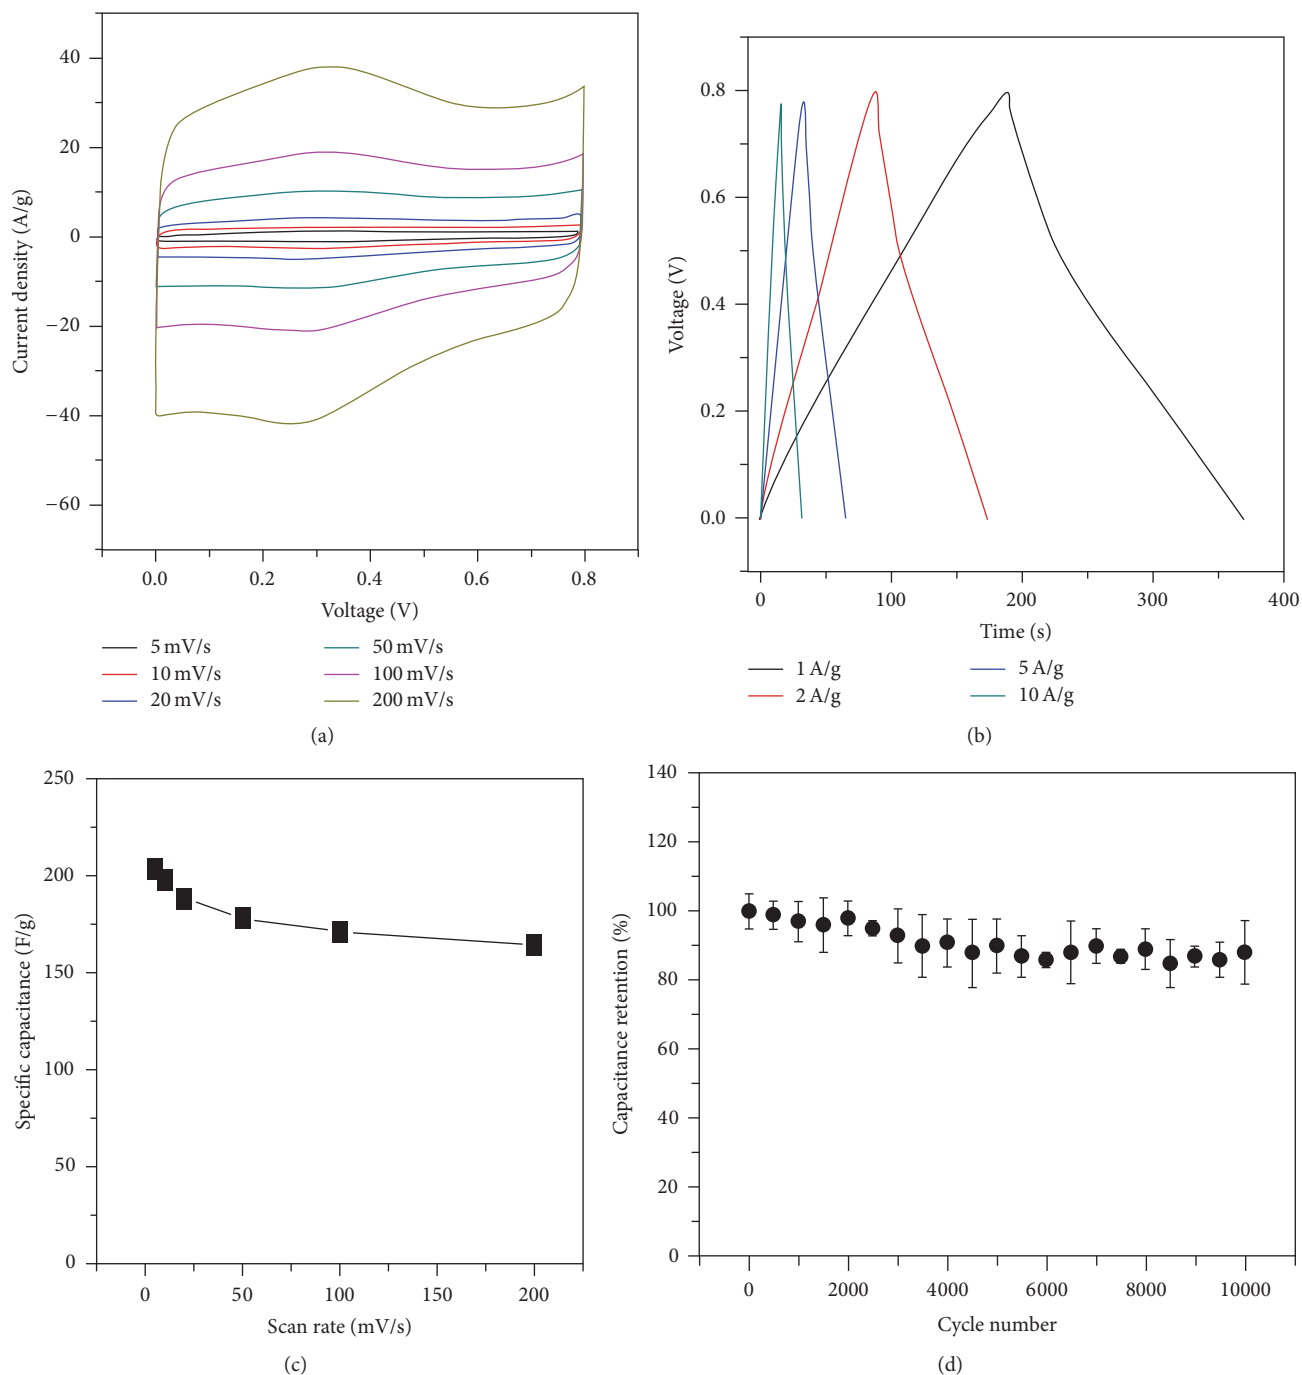 40
20
0
−20
−40
−60
Current density (A/g)
0.0 0.2 0.4 0.6 0.8
Voltage (V)
5 mV/s 50 mV/s
10 mV/s 100 mV/s
20 mV/s 200 mV/s
(a)
0.8
0.6
0.4
0.2
0.0
Voltage (V)
0 100 200 300 400
Time (s)
1 A/g 5 A/g
2 A/g 10 A/g
(b)
250
200
150
100
50
0
Specific capacitance (F/g)
0 50 100 150 200
Scan rate (mV/s)
(c)
140
120
100
80
60
40
20
0
Capacitance retention (%)
0 2000 4000 6000 8000 10000
Cycle number
(d)